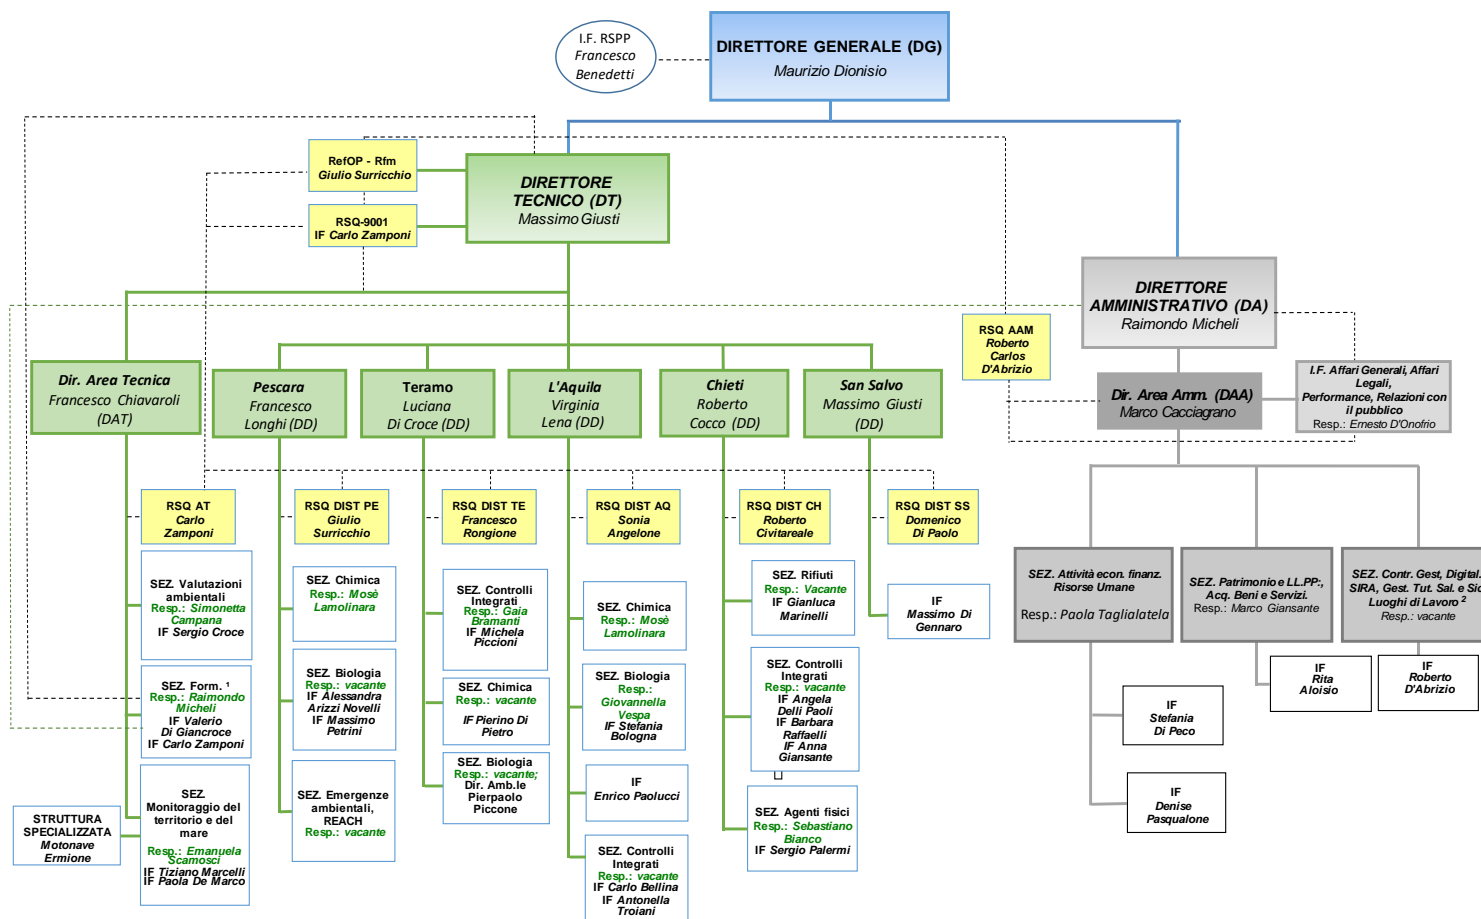 I.F. RSPP
Francesco
Benedetti
DIRETTORE GENERALE (DG)
Maurizio Dionisio
RefOP - Rfm
Giulio Surricchio
RSQ-9001
IF Carlo Zamponi
DIRETTORE
TECNICO (DT)
Massimo Giusti
DIRETTORE
AMMINISTRATIVO (DA)
Raimondo Micheli
RSQ AAM
Roberto
Carlos
D'Abrizio
Dir. Area Amm. (DAA)
Marco Cacciagrano
I.F. Affari Generali, Affari
Legali,
Performance, Relazioni con
il pubblico
Resp.: Ernesto D'Onofrio
Dir. Area Tecnica
Francesco Chiavaroli
(DAT)
Pescara
Francesco
Longhi (DD)
Teramo
Luciana
Di Croce (DD)
L'Aquila
Virginia
Lena (DD)
Chieti
Roberto
Cocco (DD)
San Salvo
Massimo Giusti
(DD)
RSQ AT
Carlo
Zamponi
RSQ DIST PE
Giulio
Surricchio
RSQ DIST TE
Francesco
Rongione
RSQ DIST AQ
Sonia
Angelone
RSQ DIST CH
Roberto
Civitareale
RSQ DIST SS
Domenico
Di Paolo
SEZ. Valutazioni
ambientali
Resp.: Simonetta
Campana
IF Sergio Croce
SEZ. Form. ¹
Resp.: Raimondo
Micheli
IF Valerio
Di Giancroce
IF Carlo Zamponi
SEZ.
Monitoraggio del
territorio e del
mare
Resp.: Emanuela
Scamosci
IF Tiziano Marcelli
IF Paola De Marco
STRUTTURA
SPECIALIZZATA
Motonave
Ermione
SEZ. Chimica
Resp.: Mosè
Lamolinara
SEZ. Biologia
Resp.: vacante
IF Alessandra
Arizzi Novelli
IF Massimo
Petrini
SEZ. Emergenze
ambientali,
REACH
Resp.: vacante
SEZ. Controlli
Integrati
Resp.: Gaia
Bramanti
IF Michela
Piccioni
SEZ. Chimica
Resp.: vacante
IF Pierino Di
Pietro
SEZ. Biologia
Resp.: vacante;
Dir. Amb.le
Pierpaolo
Piccone
SEZ. Chimica
Resp.: Mosè
Lamolinara
SEZ. Biologia
Resp.:
Giovannella
Vespa
IF Stefania
Bologna
IF
Enrico Paolucci
SEZ. Controlli
Integrati
Resp.: vacante
IF Carlo Bellina
IF Antonella
Troiani
SEZ. Rifiuti
Resp.: Vacante
IF Gianluca
Marinelli
SEZ. Controlli
Integrati
Resp.: vacante
IF Angela
Delli Paoli
IF Barbara
Raffaelli
IF Anna
Giansante
SEZ. Agenti fisici
Resp.: Sebastiano
Bianco
IF Sergio Palermi
IF
Massimo Di
Gennaro
SEZ. Attività econ. finanz.
Risorse Umane
Resp.: Paola Taglialatela
SEZ. Patrimonio e LL.PP:,
Acq. Beni e Servizi.
Resp.: Marco Giansante
SEZ. Contr. Gest, Digital.
SIRA, Gest. Tut. Sal. e Sic
Luoghi di Lavoro ²
Resp.: vacante
IF
Stefania
Di Peco
IF
Denise
Pasqualone
IF
Rita
Aloisio
IF
Roberto
D'Abrizio